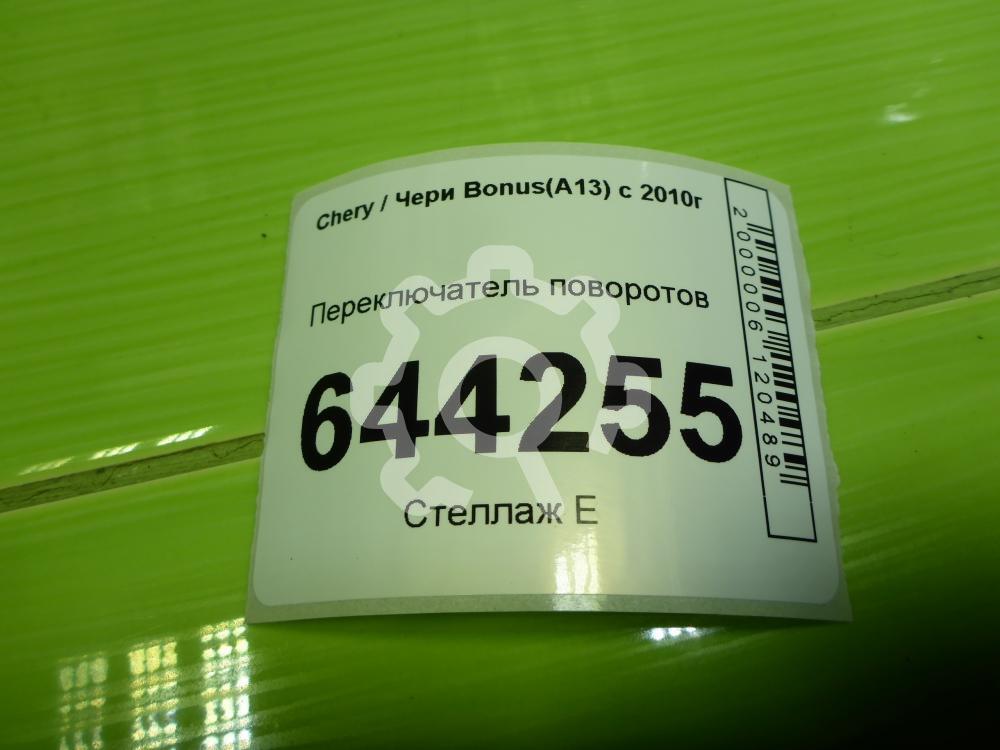 Chery / Чери Bonus(A13) с 2010г
Переключатель поворотов
644255
Стеллаж Е
2000006120489